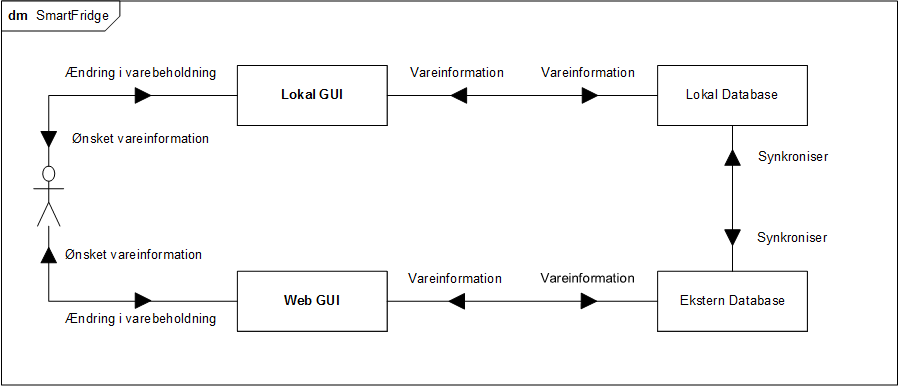 dm SmartFridge
Ændring i varebeholdning
Lokal GUI
Vareinformation
Vareinformation
Lokal Database
Ønsket vareinformation
Synkroniser
Synkroniser
Ønsket vareinformation
Web GUI
Vareinformation
Vareinformation
Ekstern Database
Ændring i varebeholdning